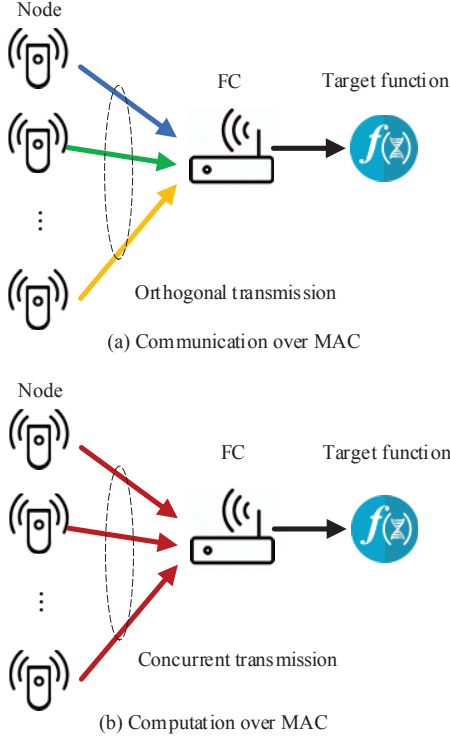 Node
FC
Target function
f(x)
...
Orthogonal transmission
(a) Communication over MAC
Node
FC
Target function
f(x)
...
Concurrent transmission
(b) Computation over MAC